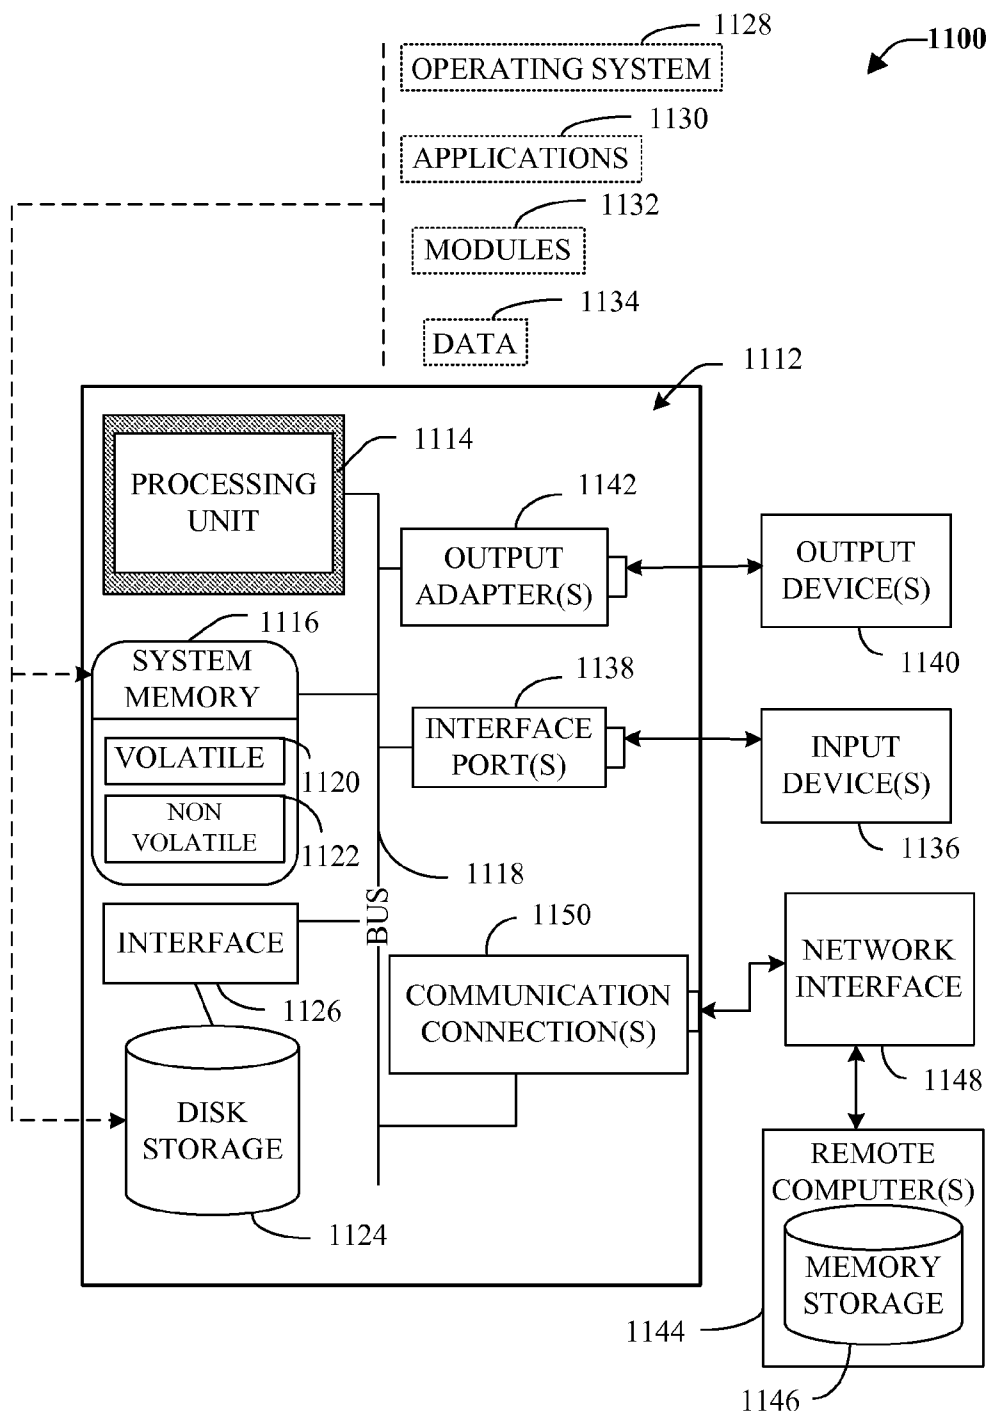 1128
1100
OPERATING SYSTEM
1130
APPLICATIONS
1132
MODULES
1134
DATA
1112
1114
PROCESSING
UNIT
1142
OUTPUT
ADAPTER(S)
OUTPUT
DEVICE(S)
1140
1116
SYSTEM
MEMORY
VOLATILE
1120
NON
VOLATILE
1122
1138
INTERFACE
PORT(S)
INPUT
DEVICE(S)
1136
1118
BUS
INTERFACE
1126
1150
COMMUNICATION
CONNECTION(S)
NETWORK
INTERFACE
1148
DISK
STORAGE
1124
REMOTE
COMPUTER(S)
MEMORY
STORAGE
1144
1146